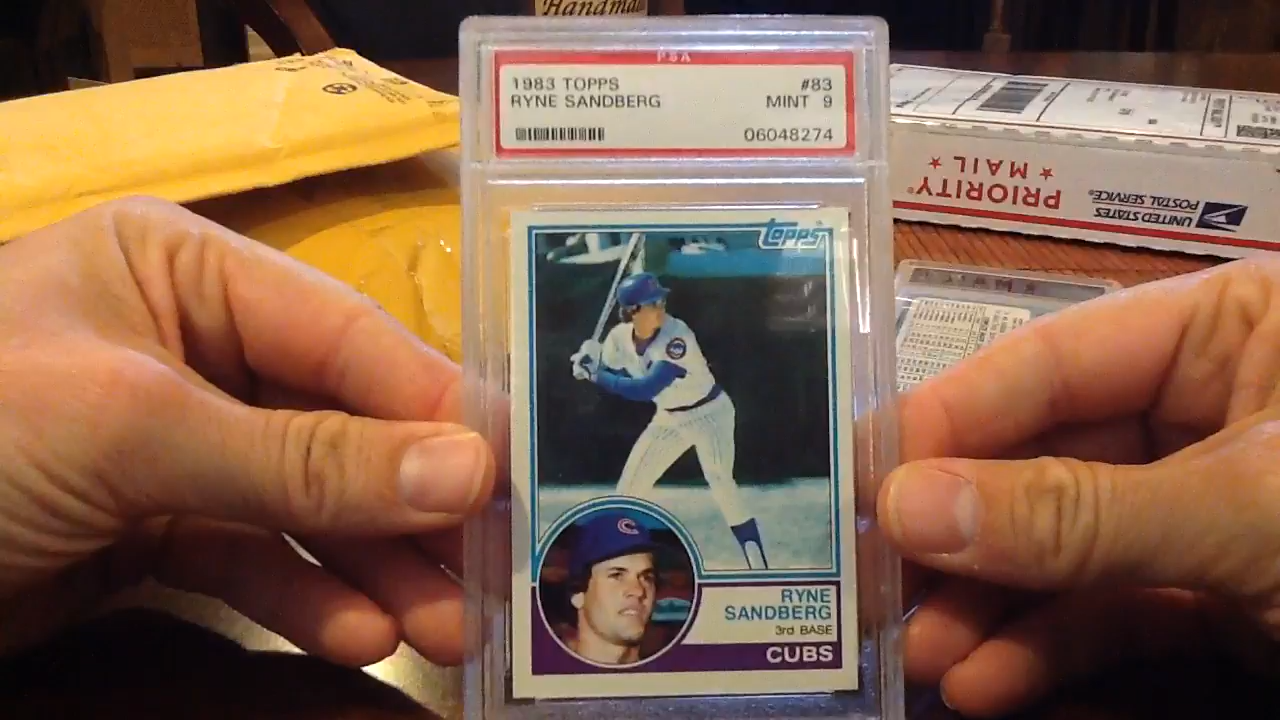 Handma
PSA
1983 TOPPS #83
RYNE SANDBERG MINT 9
06048274
Topps
RYNE
SANDBERG
3rd BASE
CUBS
PRIORITY
★ MAIL ★
UNITED STATES
POSTAL SERVICE®